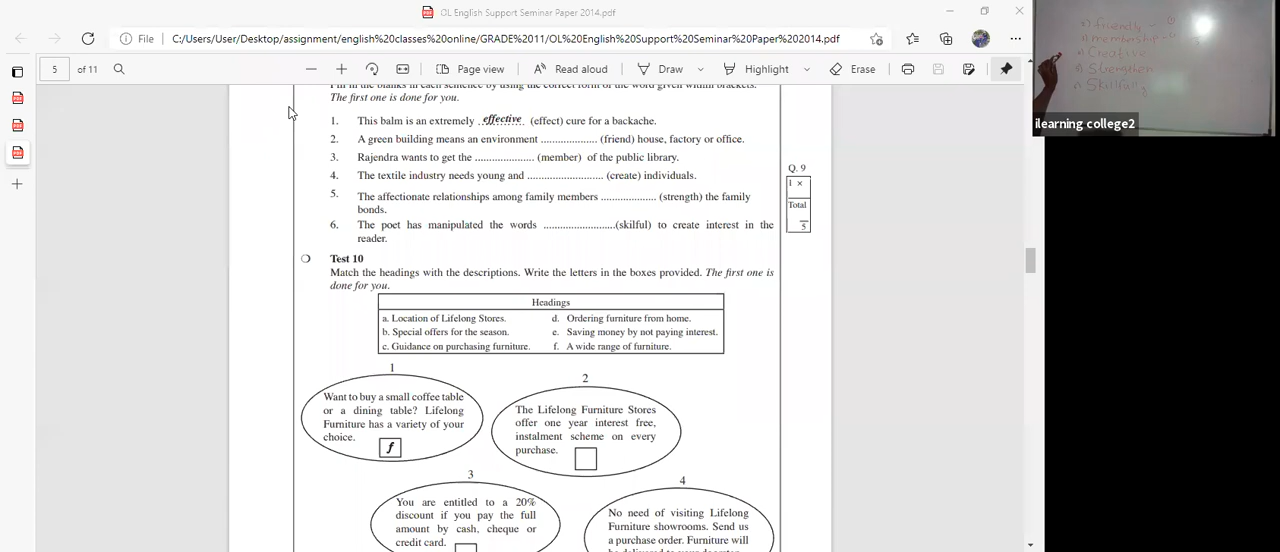 OL English Support Seminar Paper 2014.pdf
File C:/Users/User/Desktop/assignment/english%20classes%20online/GRADE%2011/OL%20English%20Support%20Seminar%20Paper%202014.pdf
5 of 11 Page view Read aloud Draw Highlight Erase
The first one is done for you.
1. This balm is an extremely ..effective.. (effect) cure for a backache.
2. A green building means an environment .................... (friend) house, factory or office.
3. Rajendra wants to get the ..................... (member) of the public library.
4. The textile industry needs young and ........................... (create) individuals.
5. The affectionate relationships among family members .................... (strength) the family
bonds.
6. The poet has manipulated the words ..........................(skilful) to create interest in the
reader.
Q. 9
1 ×
Total
5
Test 10
Match the headings with the descriptions. Write the letters in the boxes provided. The first one is
done for you.
Headings
a. Location of Lifelong Stores. d. Ordering furniture from home.
b. Special offers for the season. e. Saving money by not paying interest.
c. Guidance on purchasing furniture. f. A wide range of furniture.
1
Want to buy a small coffee table
or a dining table? Lifelong
Furniture has a variety of your
choice.
f
2
The Lifelong Furniture Stores
offer one year interest free,
instalment scheme on every
purchase.
3
You are entitled to a 20%
discount if you pay the full
amount by cash, cheque or
credit card.
4
No need of visiting Lifelong
Furniture showrooms. Send us
a purchase order. Furniture will
friendly
membership
Creative
Strengthen
Skillfully
ilearning college2